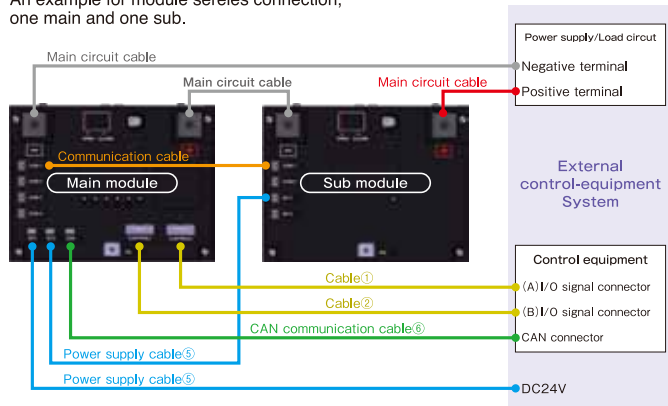 An example for module sereies connection,
one main and one sub.
Power supply/Load circut
Main circuit cable
Negative terminal
Main circuit cable
Main circuit cable
Positive terminal
Communication cable
Main module
Sub module
External
control-equipment
System
Control equipment
Cable①
(A)I/O signal connector
Cable②
(B)I/O signal connector
CAN communication cable⑥
CAN connector
Power supply cable⑤
Power supply cable⑤
DC24V